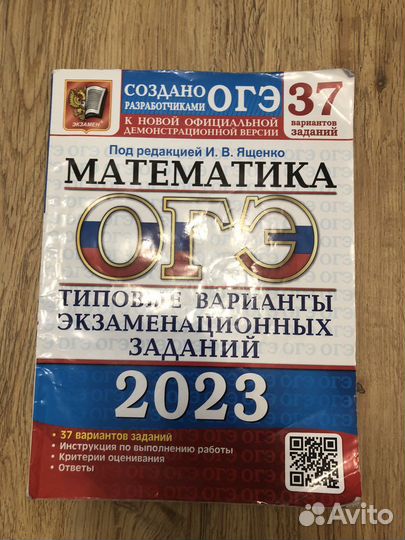 СОЗДАНО
РАЗРАБОТЧИКАМИ ОГЭ
К НОВОЙ ОФИЦИАЛЬНОЙ
ДЕМОНСТРАЦИОННОЙ ВЕРСИИ
37
вариантов
заданий
ЭКЗАМЕН
Под редакцией И. В. Ященко
МАТЕМАТИКА
ОГЭ
ТИПОВЫЕ ВАРИАНТЫ
ЭКЗАМЕНАЦИОННЫХ
ЗАДАНИЙ
2023
• 37 вариантов заданий
• Инструкция по выполнению работы
• Критерии оценивания
• Ответы
Avito